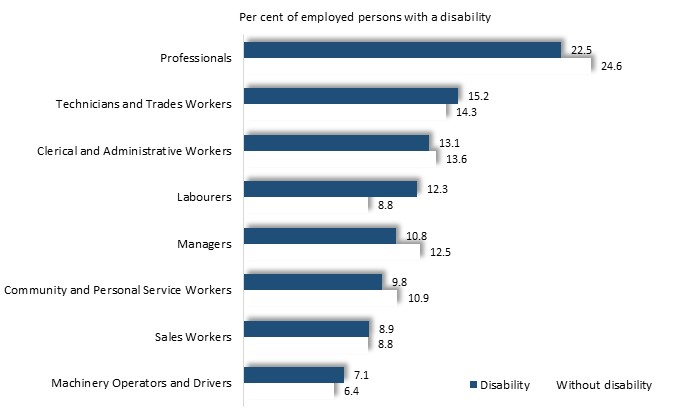 Per cent of employed persons with a disability
Professionals
22.5
24.6
Technicians and Trades Workers
15.2
14.3
Clerical and Administrative Workers
13.1
13.6
Labourers
12.3
8.8
Managers
10.8
12.5
Community and Personal Service Workers
9.8
10.9
Sales Workers
8.9
8.8
Machinery Operators and Drivers
7.1
6.4
Disability Without disability